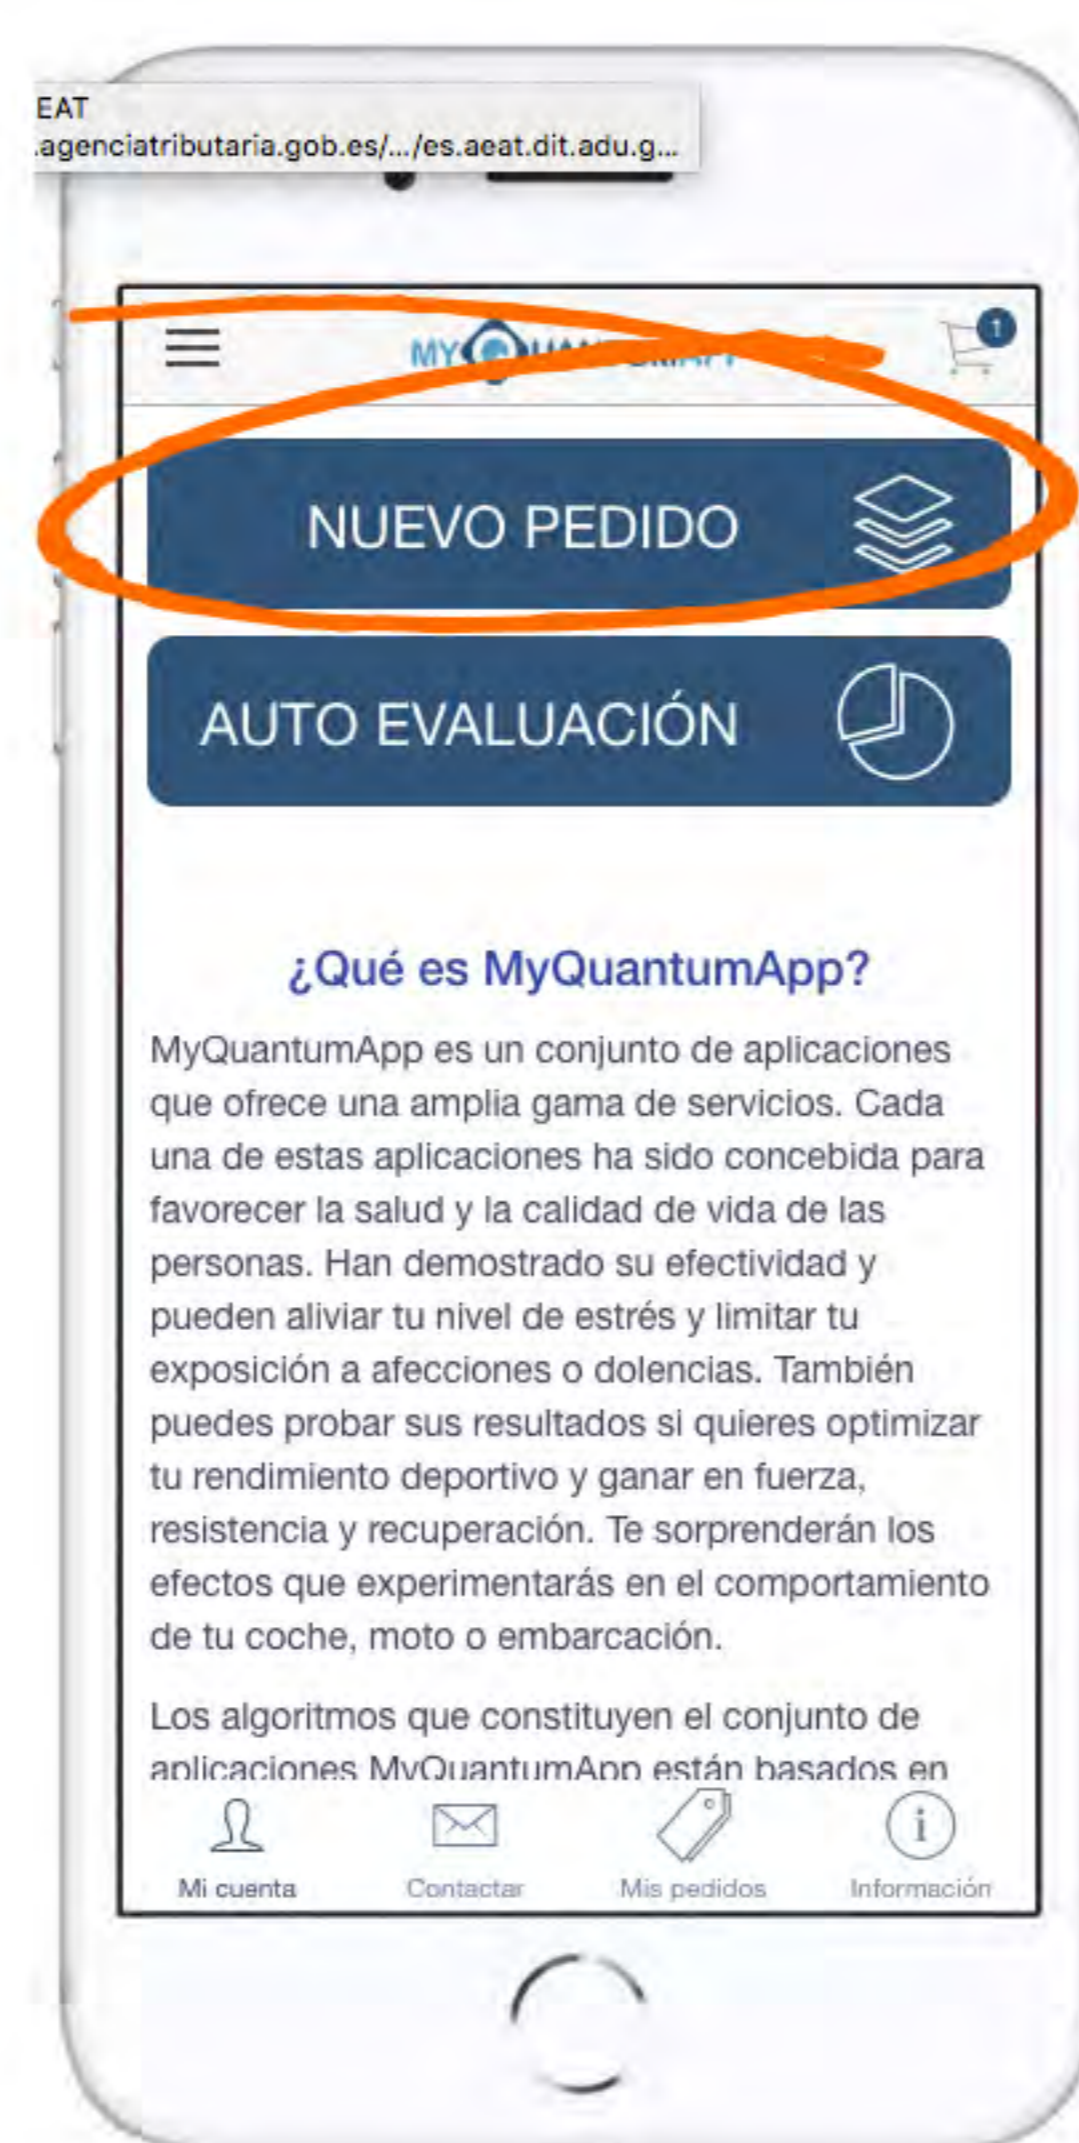 EAT
.agenciatributaria.gob.es/.../es.aeat.dit.adu.g...
1
NUEVO PEDIDO
AUTO EVALUACIÓN
¿Qué es MyQuantumApp?
MyQuantumApp es un conjunto de aplicaciones
que ofrece una amplia gama de servicios. Cada
una de estas aplicaciones ha sido concebida para
favorecer la salud y la calidad de vida de las
personas. Han demostrado su efectividad y
pueden aliviar tu nivel de estrés y limitar tu
exposición a afecciones o dolencias. También
puedes probar sus resultados si quieres optimizar
tu rendimiento deportivo y ganar en fuerza,
resistencia y recuperación. Te sorprenderán los
efectos que experimentarás en el comportamiento
de tu coche, moto o embarcación.
Los algoritmos que constituyen el conjunto de
aplicaciones MyQuantumApp están basados en
Mi cuenta
Contactar
Mis pedidos
Información